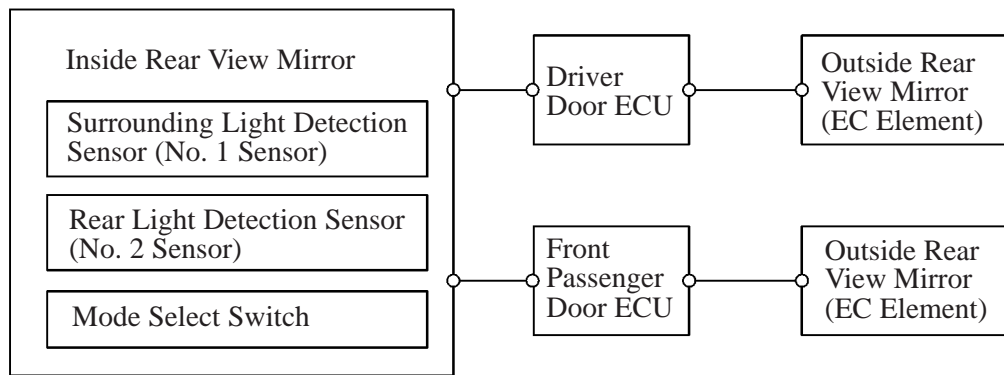 Inside Rear View Mirror
Surrounding Light Detection
Sensor (No. 1 Sensor)
Rear Light Detection Sensor
(No. 2 Sensor)
Mode Select Switch
Driver
Door ECU
Outside Rear
View Mirror
(EC Element)
Front
Passenger
Door ECU
Outside Rear
View Mirror
(EC Element)